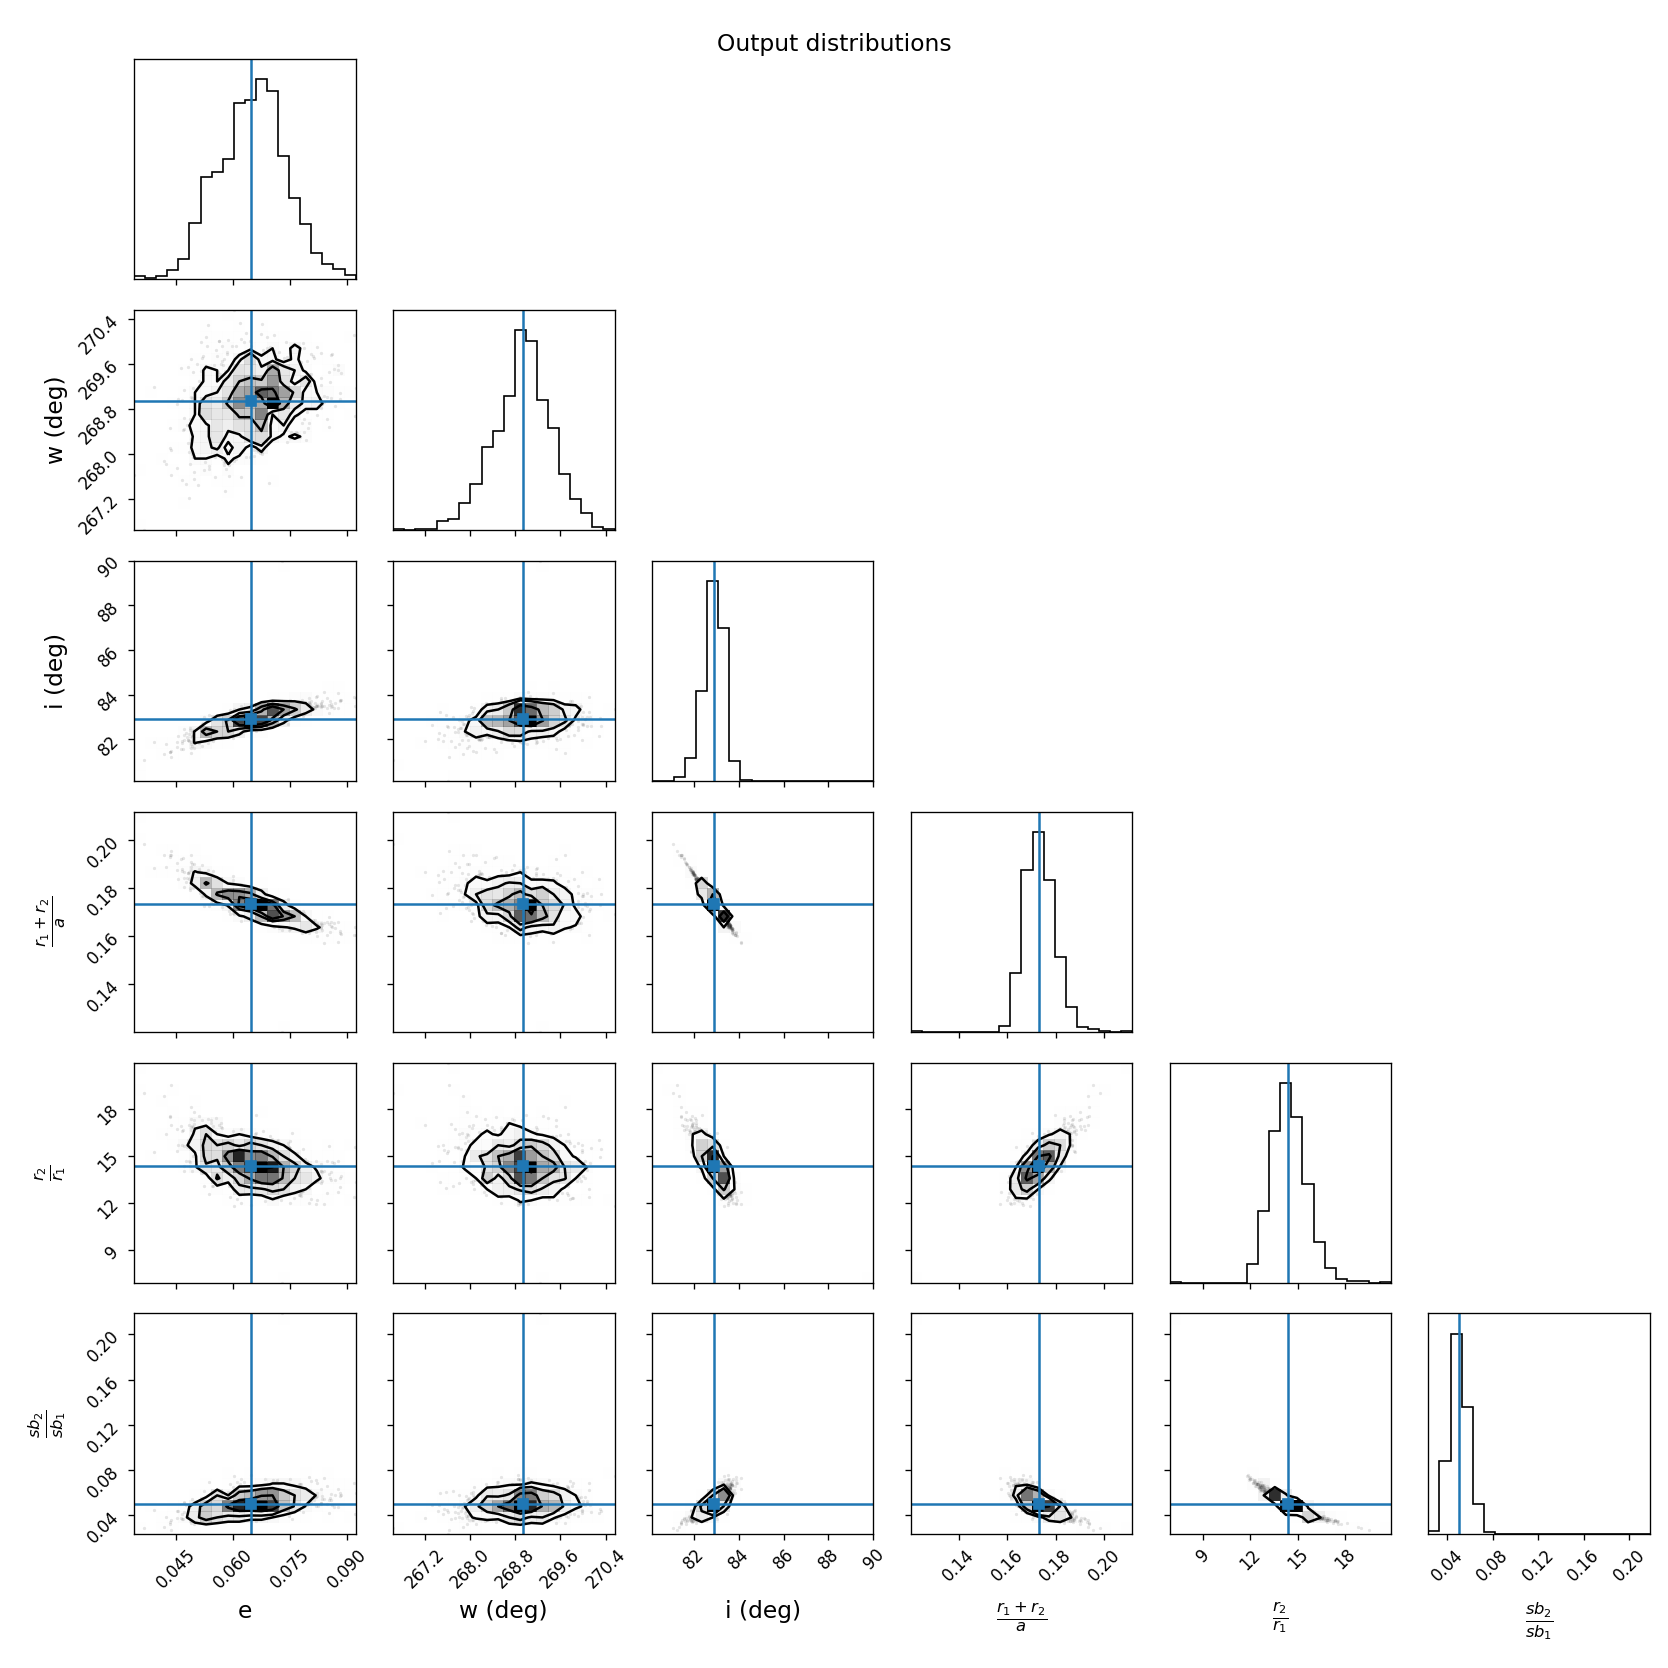 Output distributions
270.4
269.6
268.8
268.0
267.2
w (deg)
90
88
86
84
82
i (deg)
0.20
0.18
0.16
0.14
r₁ + r₂
a
18
15
12
9
r₂
r₁
0.20
0.16
0.12
0.08
0.04
sb₂
sb₁
0.045 0.060 0.075 0.090 267.2 268.0 268.8 269.6 270.4 82 84 86 88 90 0.14 0.16 0.18 0.20 9 12 15 18 0.04 0.08 0.12 0.16 0.20
e w (deg) i (deg) r₁ + r₂ r₂ sb₂
a r₁ sb₁